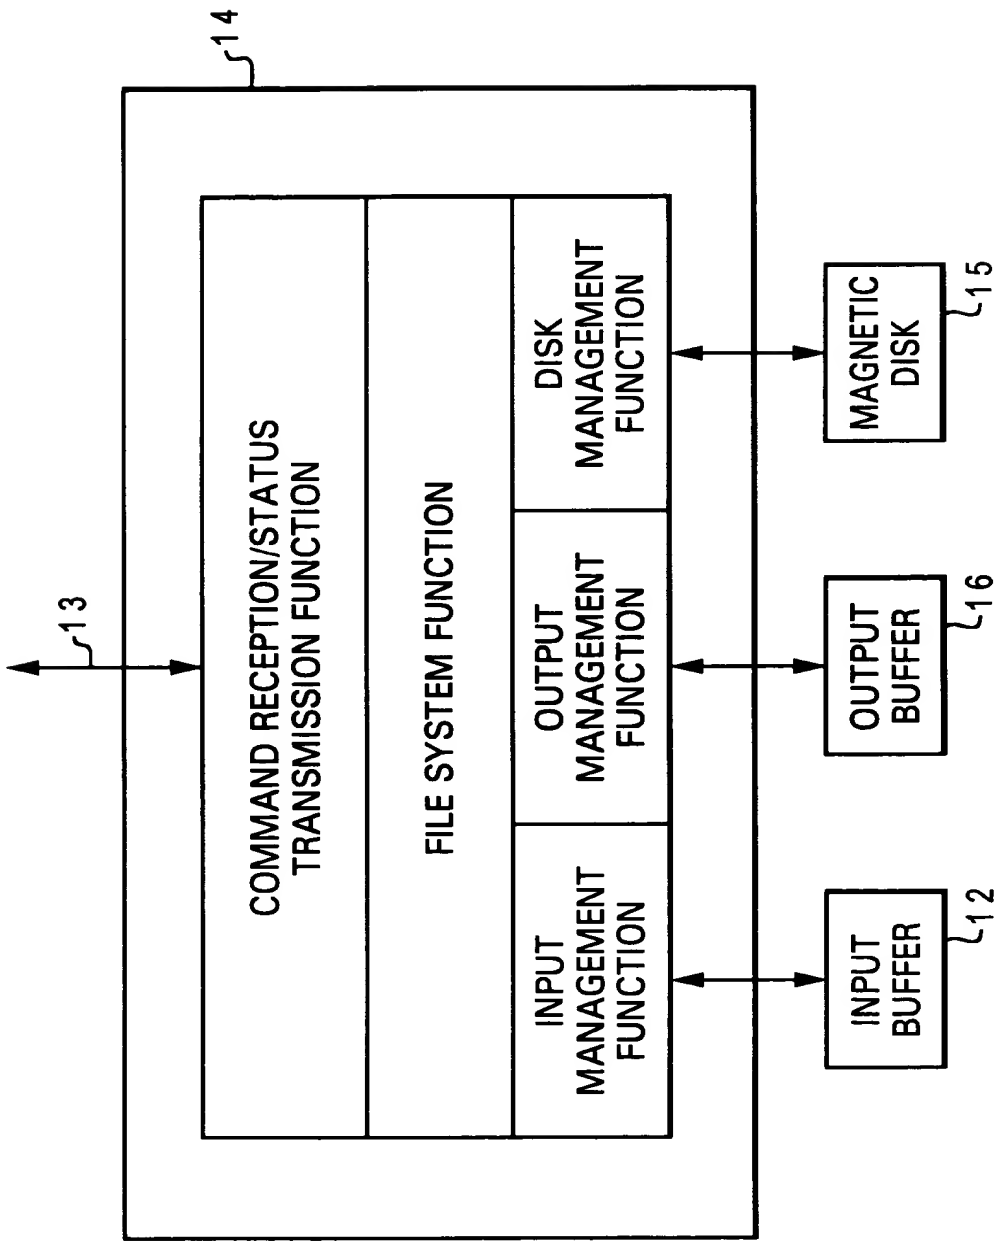 14
13
COMMAND RECEPTION/STATUS
TRANSMISSION FUNCTION
FILE SYSTEM FUNCTION
INPUT
MANAGEMENT
FUNCTION
OUTPUT
MANAGEMENT
FUNCTION
DISK
MANAGEMENT
FUNCTION
INPUT
BUFFER
12
OUTPUT
BUFFER
16
MAGNETIC
DISK
15